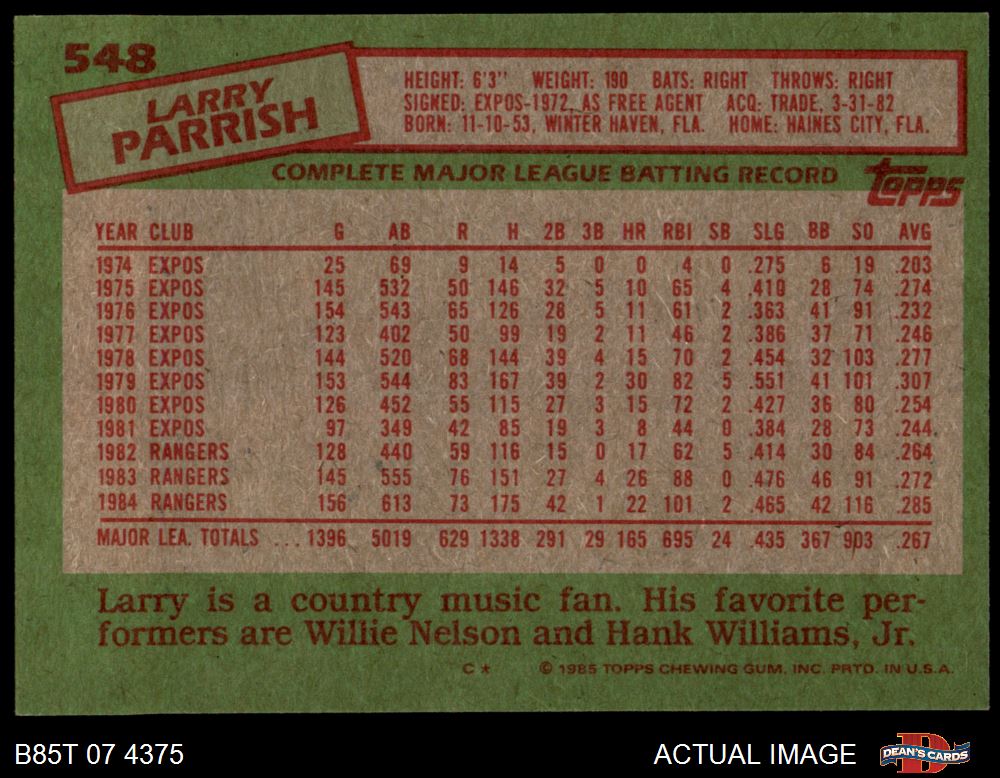 548
LARRY
PARRISH
HEIGHT: 6'3" WEIGHT: 190 BATS: RIGHT THROWS: RIGHT
SIGNED: EXPOS-1972, AS FREE AGENT ACQ: TRADE, 3-31-82
BORN: 11-10-53, WINTER HAVEN, FLA. HOME: HAINES CITY, FLA.
COMPLETE MAJOR LEAGUE BATTING RECORD
TOPPS
YEAR CLUB G AB R H 2B 3B HR RBI SB SLG BB SO AVG
1974 EXPOS 25 69 9 14 5 0 0 4 0 .275 6 19 .203
1975 EXPOS 145 532 50 146 32 5 10 65 4 .410 28 74 .274
1976 EXPOS 154 543 65 126 28 5 11 61 2 .363 41 91 .232
1977 EXPOS 123 402 50 99 19 2 11 46 2 .386 37 71 .246
1978 EXPOS 144 520 68 144 39 4 15 70 2 .454 32 103 .277
1979 EXPOS 153 544 83 167 39 2 30 82 5 .551 41 101 .307
1980 EXPOS 126 452 55 115 27 3 15 72 2 .427 36 80 .254
1981 EXPOS 97 349 42 85 19 3 8 44 0 .384 28 73 .244
1982 RANGERS 128 440 59 116 15 0 17 62 5 .414 30 84 .264
1983 RANGERS 145 555 76 151 27 4 26 88 0 .476 46 91 .272
1984 RANGERS 156 613 73 175 42 1 22 101 2 .465 42 116 .285
MAJOR LEA. TOTALS ... 1396 5019 629 1338 291 29 165 695 24 .435 367 903 .267
Larry is a country music fan. His favorite per-
formers are Willie Nelson and Hank Williams, Jr.
C * © 1985 TOPPS CHEWING GUM, INC. PRTD. IN U.S.A.
B85T 07 4375 ACTUAL IMAGE DEAN'S CARDS